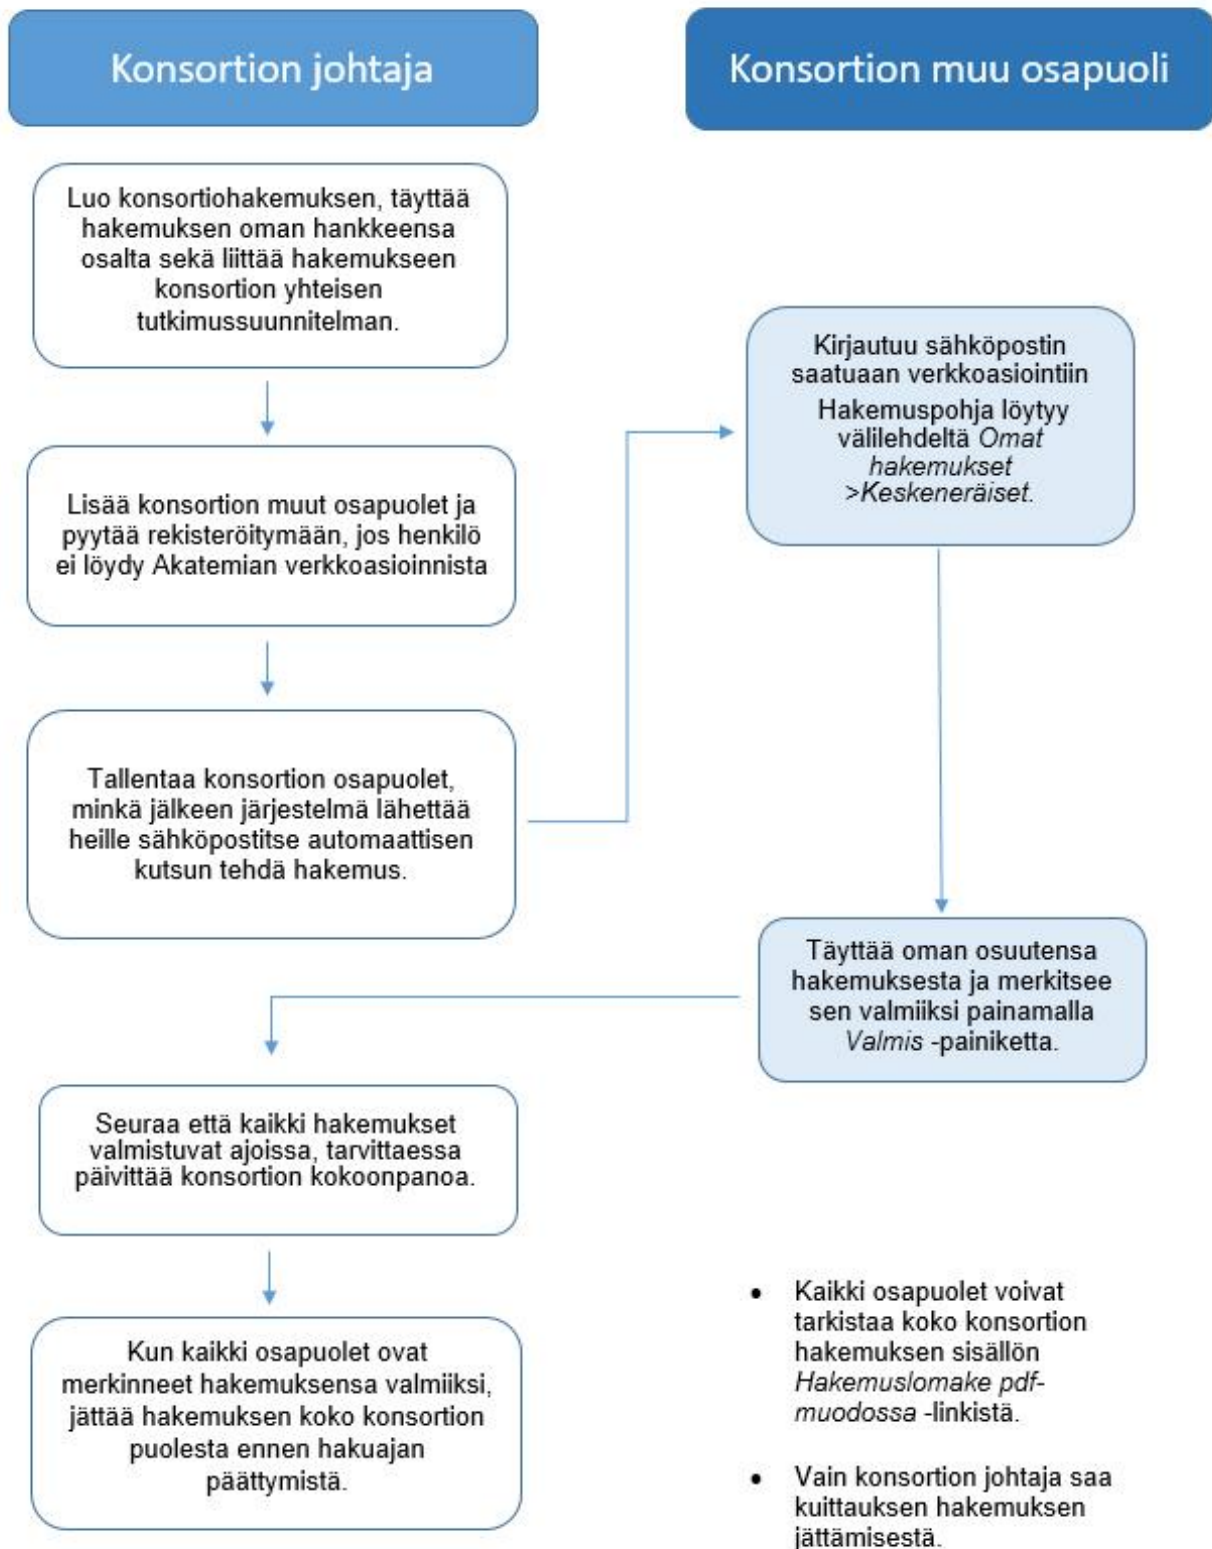 Konsortion johtaja
Konsortion muu osapuoli
Luo konsortiohakemuksen, täyttää
hakemuksen oman hankkeensa
osalta sekä liittää hakemukseen
konsortion yhteisen
tutkimussuunnitelman.
Lisää konsortion muut osapuolet ja
pyytää rekisteröitymään, jos henkilö
ei löydy Akatemian verkkoasioinnista
Tallentaa konsortion osapuolet,
minkä jälkeen järjestelmä lähettää
heille sähköpostitse automaattisen
kutsun tehdä hakemus.
Kirjautuu sähköpostin
saatuaan verkkoasiointiin
Hakemuspohja löytyy
välilehdeltä Omat
hakemukset
>Keskeneräiset.
Täyttää oman osuutensa
hakemuksesta ja merkitsee
sen valmiiksi painamalla
Valmis -painiketta.
Seuraa että kaikki hakemukset
valmistuvat ajoissa, tarvittaessa
päivittää konsortion kokoonpanoa.
Kun kaikki osapuolet ovat
merkinneet hakemuksensa valmiiksi,
jättää hakemuksen koko konsortion
puolesta ennen hakuajan
päättymistä.
• Kaikki osapuolet voivat
tarkistaa koko konsortion
hakemuksen sisällön
Hakemuslomake pdf-
muodossa -linkistä.
• Vain konsortion johtaja saa
kuittauksen hakemuksen
jättämisestä.